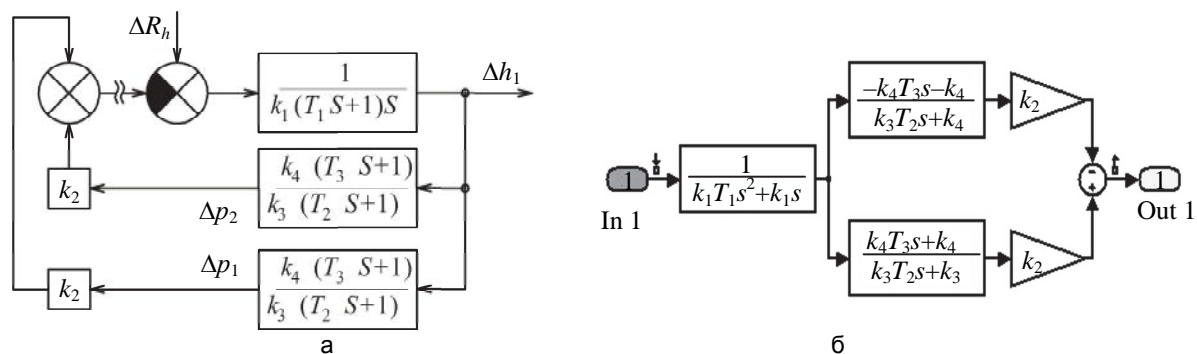 ΔR_h
1
k_1 (T_1 S+1)S
Δh_1
k_4 (T_3 S+1)
k_3 (T_2 S+1)
k_2
Δp_2
k_4 (T_3 S+1)
k_3 (T_2 S+1)
k_2
Δp_1
а
–k_4T_3s–k_4
k_3T_2s+k_4
k_2
1
In 1
1
k_1T_1s^2+k_1s
-
+
1
Out 1
k_4T_3s+k_4
k_3T_2s+k_3
k_2
б